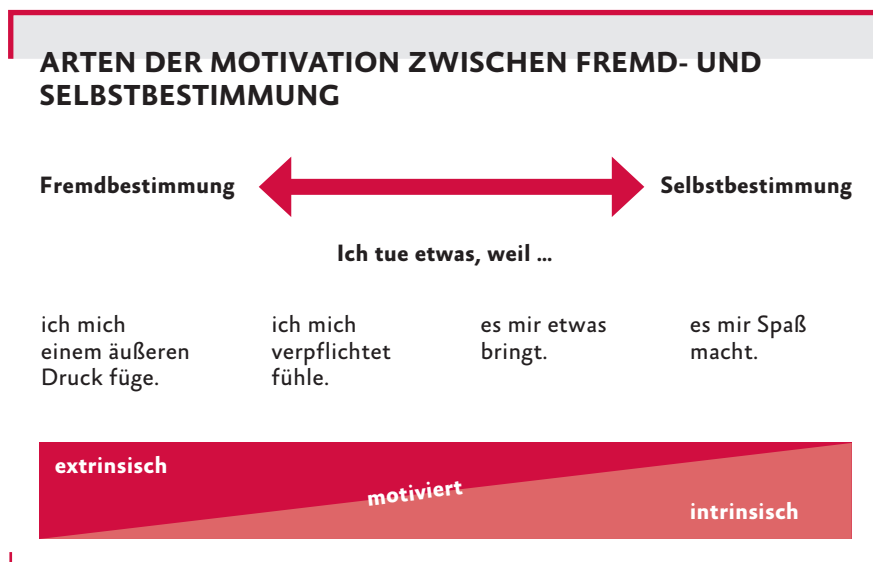 ARTEN DER MOTIVATION ZWISCHEN FREMD- UND
SELBSTBESTIMMUNG
Fremdbestimmung
Selbstbestimmung
Ich tue etwas, weil …
ich mich
einem äußeren
Druck füge.
ich mich
verpflichtet
fühle.
es mir etwas
bringt.
es mir Spaß
macht.
extrinsisch
motiviert
intrinsisch